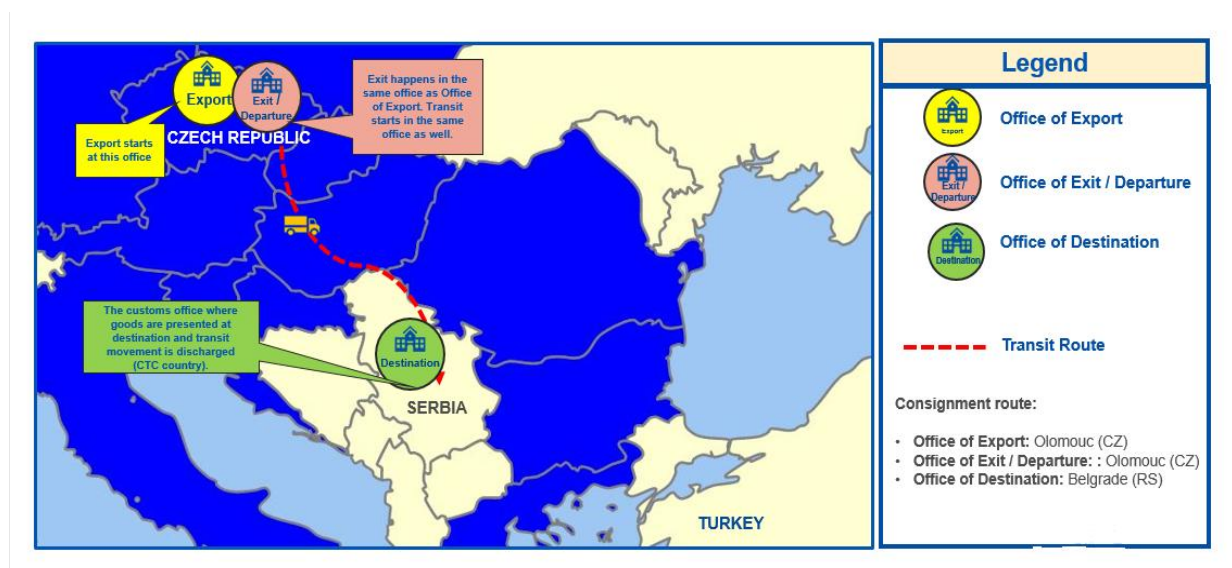 Export
Exit /
Departure
Export starts
at this office
CZECH REPUBLIC
Exit happens in the
same office as Office
of Export. Transit
starts in the same
office as well.
The customs office where
goods are presented at
destination and transit
movement is discharged
(CTC country).
Destination
SERBIA
TURKEY
Legend
Export
Office of Export
Exit /
Departure
Office of Exit / Departure
Destination
Office of Destination
Transit Route
Consignment route:
• Office of Export: Olomouc (CZ)
• Office of Exit / Departure: : Olomouc (CZ)
• Office of Destination: Belgrade (RS)